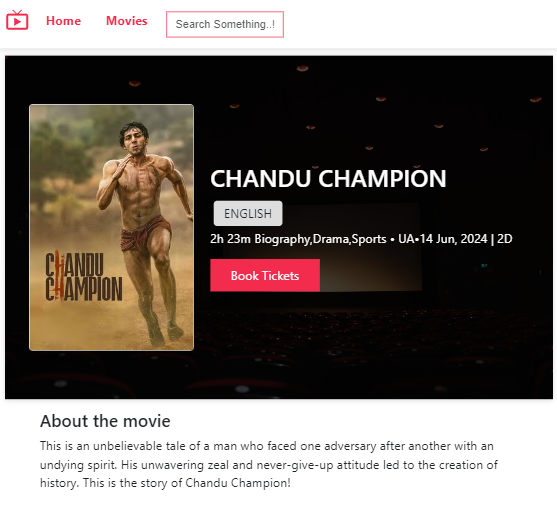 Home Movies Search Something..!
CHANDU CHAMPION
ENGLISH
2h 23m Biography,Drama,Sports • UA•14 Jun, 2024 | 2D
Book Tickets
CHANDU
CHAMPION
About the movie
This is an unbelievable tale of a man who faced one adversary after another with an
undying spirit. His unwavering zeal and never-give-up attitude led to the creation of
history. This is the story of Chandu Champion!